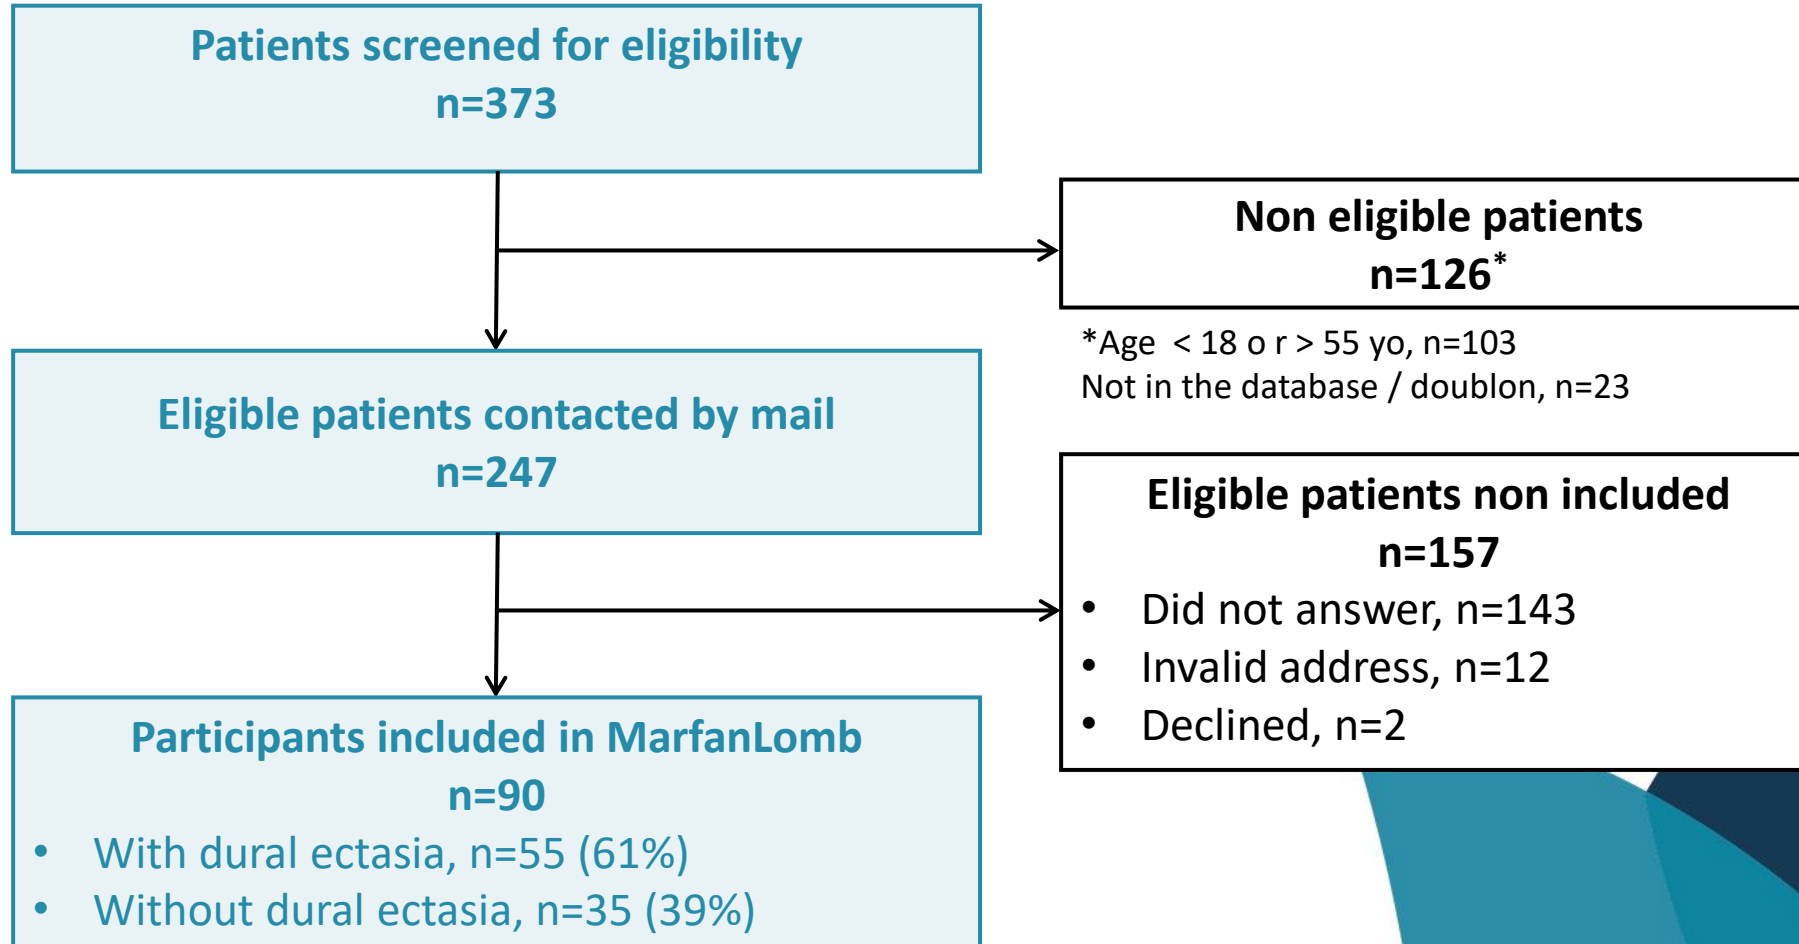 Patients screened for eligibility
n=373
Non eligible patients
n=126*
*Age < 18 o r > 55 yo, n=103
Not in the database / doublon, n=23
Eligible patients contacted by mail
n=247
Eligible patients non included
n=157
• Did not answer, n=143
• Invalid address, n=12
• Declined, n=2
Participants included in MarfanLomb
n=90
• With dural ectasia, n=55 (61%)
• Without dural ectasia, n=35 (39%)